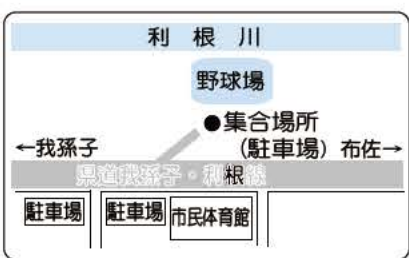 利根川
野球場
●集合場所
←我孫子
(駐車場) 布佐→
県道我孫子・利根線
駐車場
駐車場
市民体育館